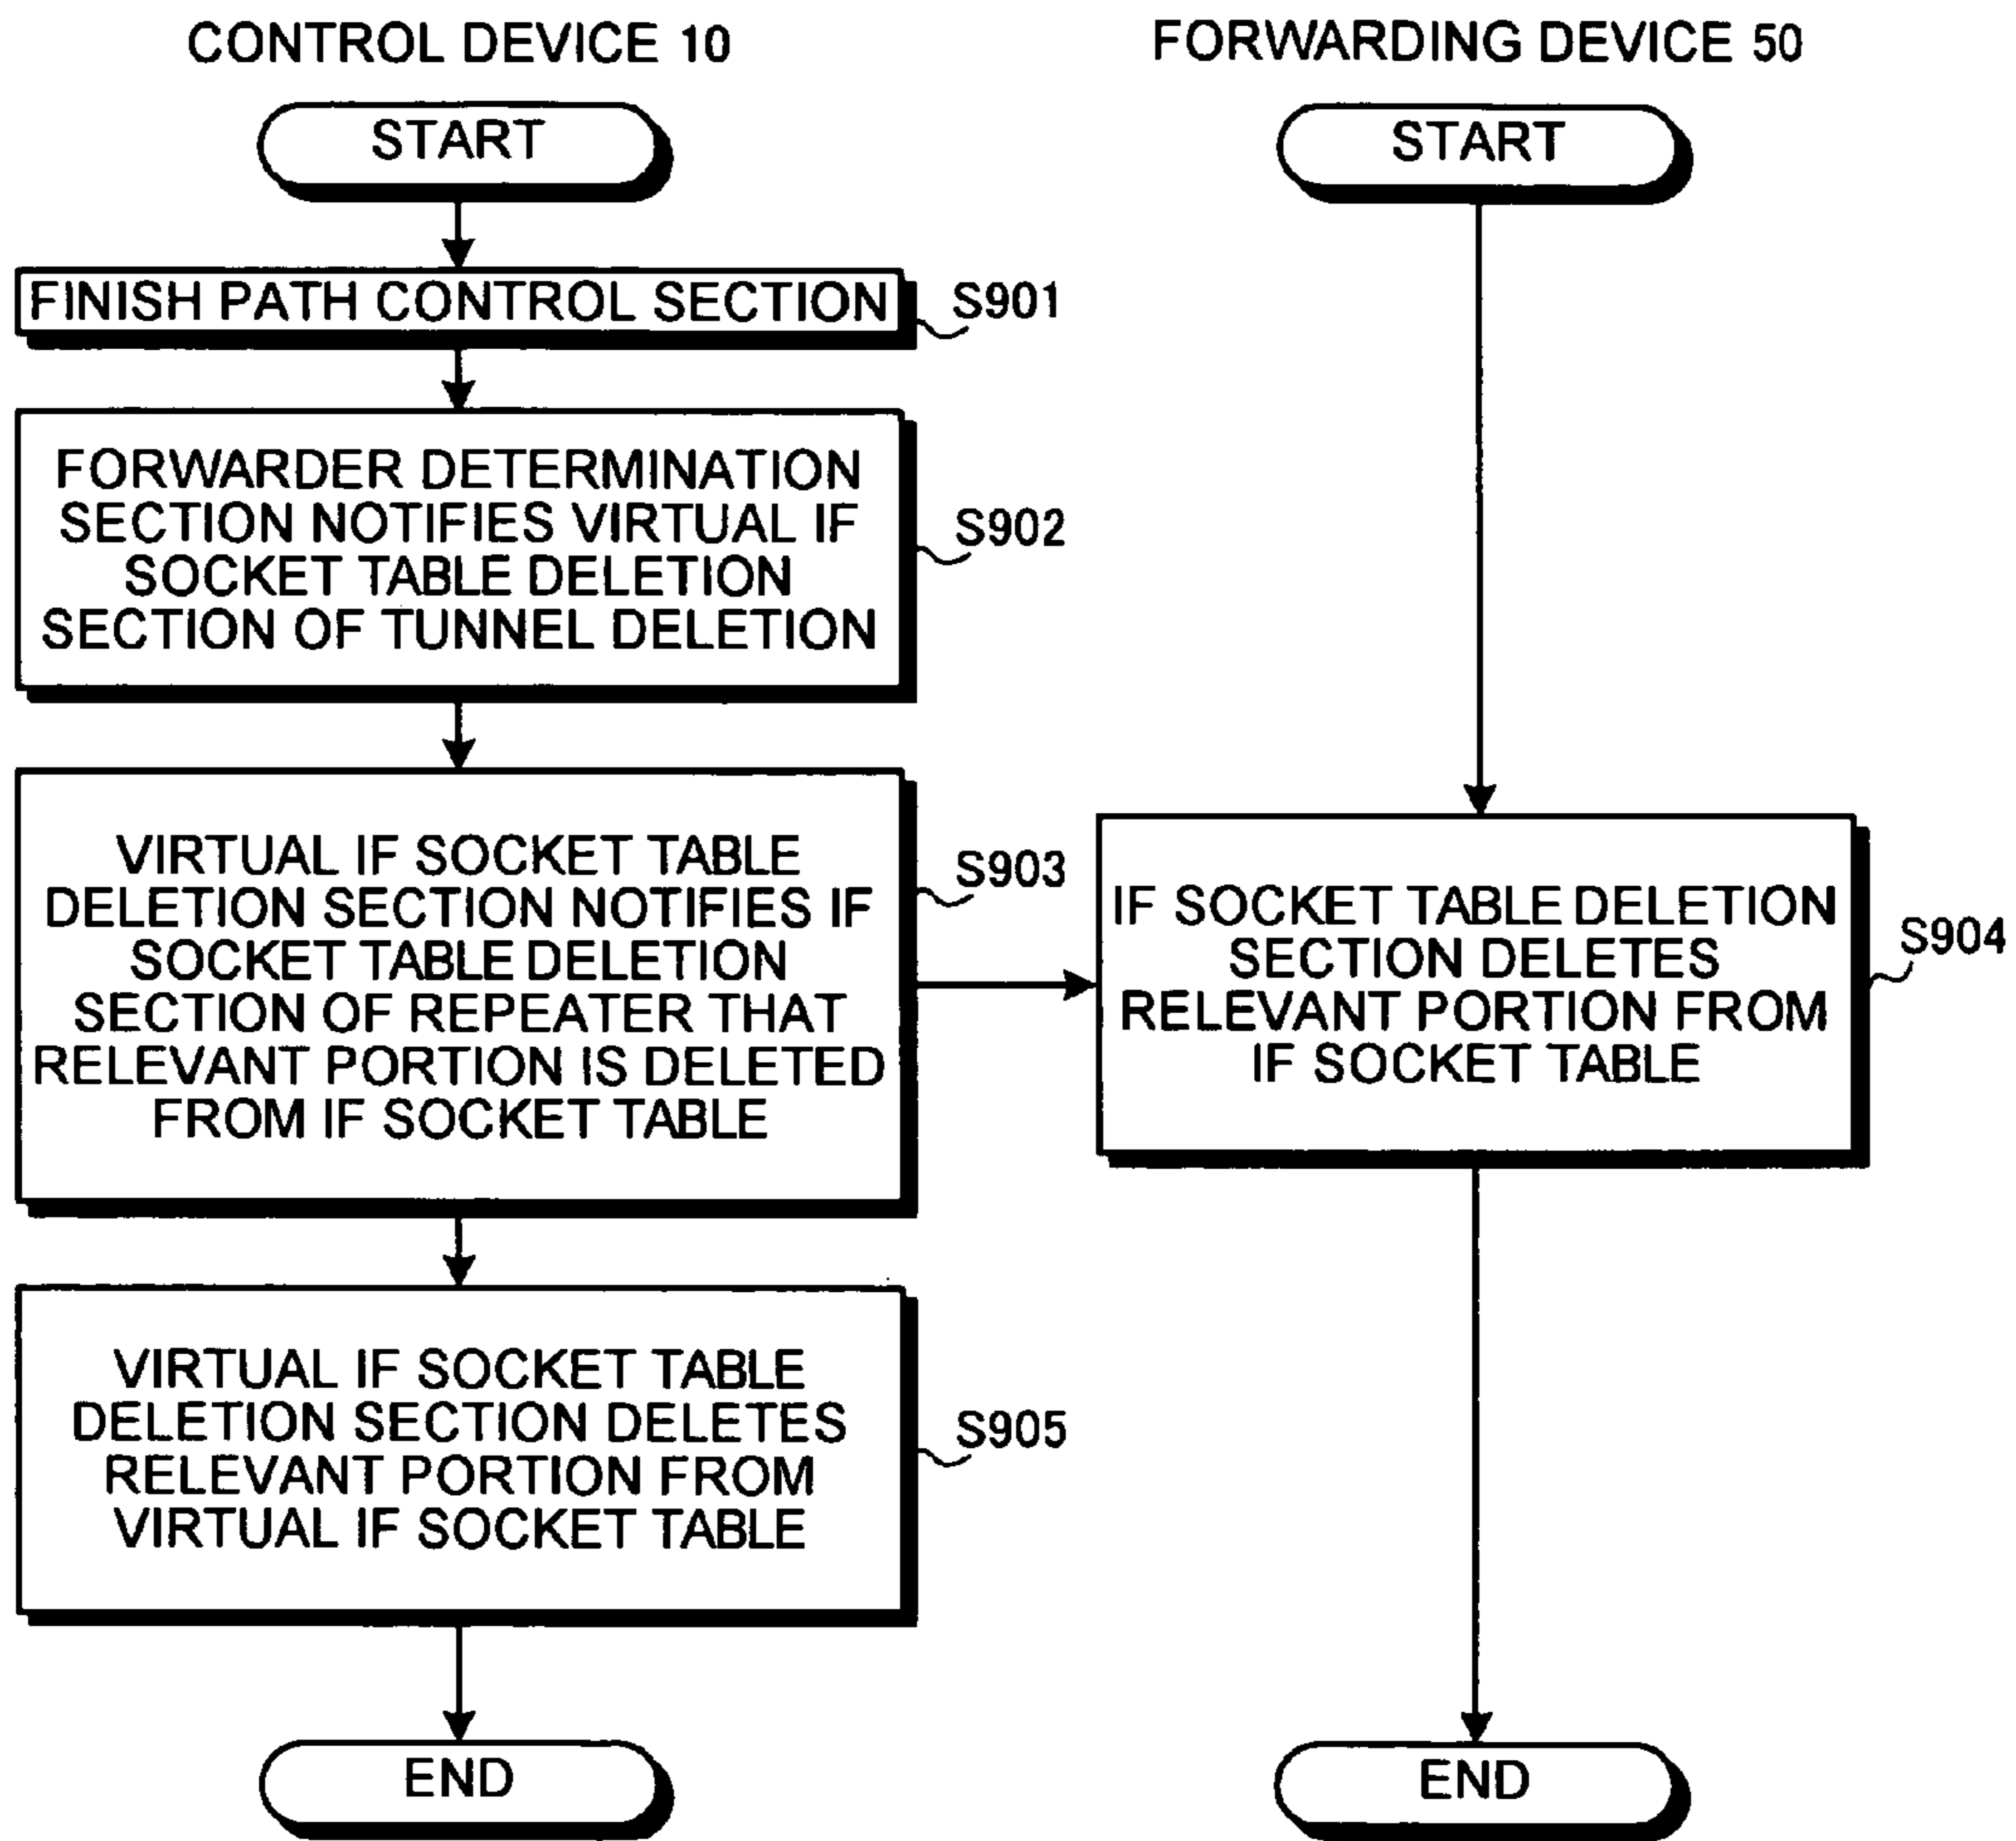 CONTROL DEVICE 10
START
FINISH PATH CONTROL SECTION
S901
FORWARDER DETERMINATION
SECTION NOTIFIES VIRTUAL IF
SOCKET TABLE DELETION
SECTION OF TUNNEL DELETION
S902
VIRTUAL IF SOCKET TABLE
DELETION SECTION NOTIFIES IF
SOCKET TABLE DELETION
SECTION OF REPEATER THAT
RELEVANT PORTION IS DELETED
FROM IF SOCKET TABLE
S903
VIRTUAL IF SOCKET TABLE
DELETION SECTION DELETES
RELEVANT PORTION FROM
VIRTUAL IF SOCKET TABLE
S905
END
FORWARDING DEVICE 50
START
IF SOCKET TABLE DELETION
SECTION DELETES
RELEVANT PORTION FROM
IF SOCKET TABLE
S904
END